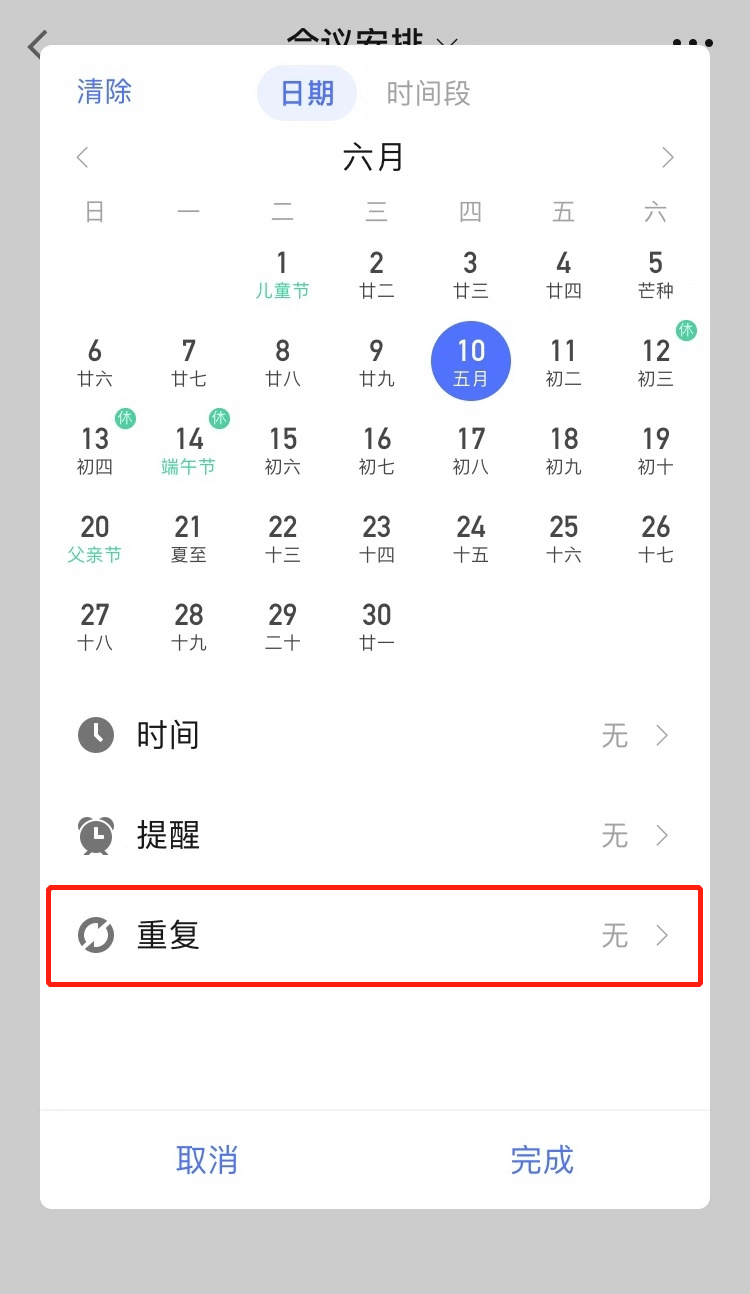 会议安排
清除 日期 时间段
六月
日 一 二 三 四 五 六
1 2 3 4 5
儿童节 廿二 廿三 廿四 芒种
休
6 7 8 9 10 11 12
廿六 廿七 廿八 廿九 五月 初二 初三
休 休
13 14 15 16 17 18 19
初四 端午节 初六 初七 初八 初九 初十
20 21 22 23 24 25 26
父亲节 夏至 十三 十四 十五 十六 十七
27 28 29 30
十八 十九 二十 廿一
时间 无
提醒 无
重复 无
取消 完成